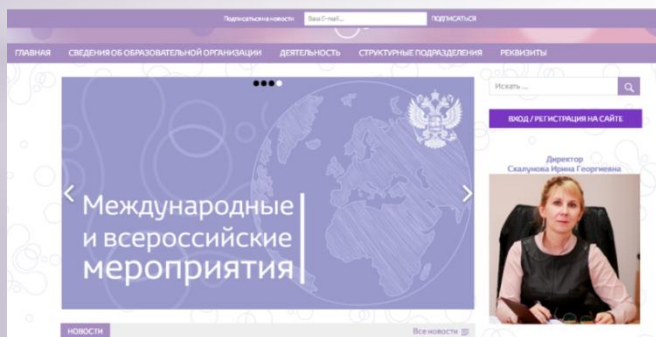 Подписаться на новости
Ваш E-mail...
ПОДПИСАТЬСЯ
ГЛАВНАЯ СВЕДЕНИЯ ОБ ОБРАЗОВАТЕЛЬНОЙ ОРГАНИЗАЦИИ ДЕЯТЕЛЬНОСТЬ СТРУКТУРНЫЕ ПОДРАЗДЕЛЕНИЯ РЕКВИЗИТЫ
Международные
и всероссийские
мероприятия
Искать ...
ВХОД / РЕГИСТРАЦИЯ НА САЙТЕ
Директор
Скалунова Ирина Георгиевна
НОВОСТИ
Все новости